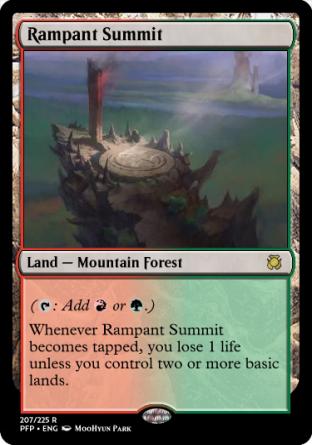 Rampant Summit
Land — Mountain Forest
(: Add or .)
Whenever Rampant Summit
becomes tapped, you lose 1 life
unless you control two or more basic
lands.
207/225 R
PFP • ENG MooHyun Park